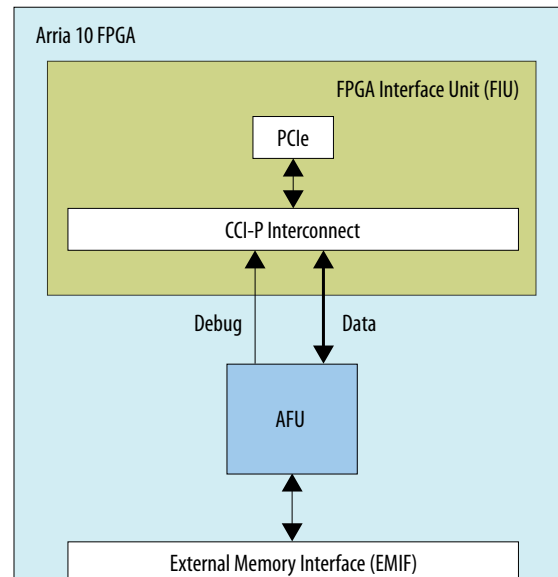 Arria 10 FPGA
FPGA Interface Unit (FIU)
PCIe
CCI-P Interconnect
Debug
Data
AFU
External Memory Interface (EMIF)